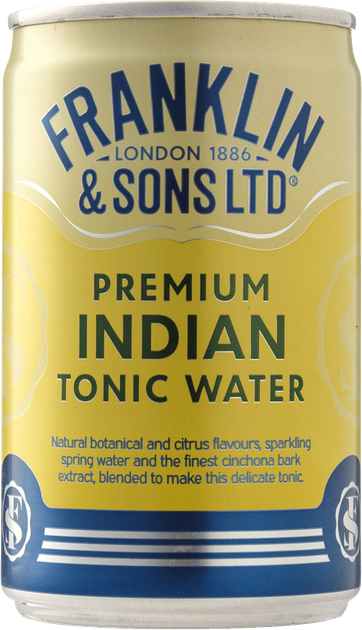 FRANKLIN
LONDON 1886
& SONS LTD®
PREMIUM
INDIAN
TONIC WATER
Natural botanical and citrus flavours, sparkling
spring water and the finest cinchona bark
extract, blended to make this delicate tonic.